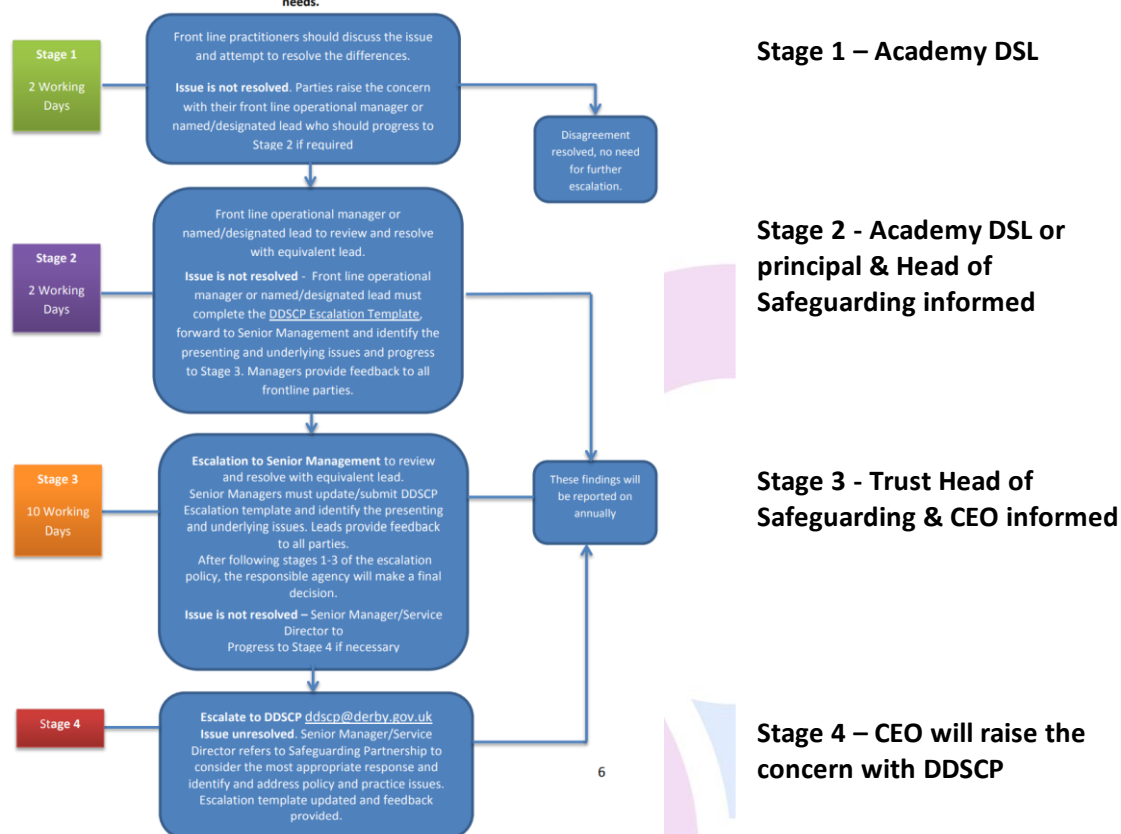 needs.
Stage 1
2 Working
Days
Front line practitioners should discuss the issue
and attempt to resolve the differences.
Issue is not resolved. Parties raise the concern
with their front line operational manager or
named/designated lead who should progress to
Stage 2 if required
Disagreement
resolved, no need
for further
escalation.
Stage 1 – Academy DSL
Stage 2
2 Working
Days
Front line operational manager or
named/designated lead to review and resolve
with equivalent lead.
Issue is not resolved - Front line operational
manager or named/designated lead must
complete the DDSCP Escalation Template,
forward to Senior Management and identify the
presenting and underlying issues and progress
to Stage 3. Managers provide feedback to all
frontline parties.
Stage 2 - Academy DSL or
principal & Head of
Safeguarding informed
Stage 3
10 Working
Days
Escalation to Senior Management to review
and resolve with equivalent lead.
Senior Managers must update/submit DDSCP
Escalation template and identify the presenting
and underlying issues. Leads provide feedback
to all parties.
After following stages 1-3 of the escalation
policy, the responsible agency will make a final
decision.
Issue is not resolved – Senior Manager/Service
Director to
Progress to Stage 4 if necessary
These findings will
be reported on
annually
Stage 3 - Trust Head of
Safeguarding & CEO informed
Stage 4
Escalate to DDSCP ddscp@derby.gov.uk
Issue unresolved. Senior Manager/Service
Director refers to Safeguarding Partnership to
consider the most appropriate response and
identify and address policy and practice issues.
Escalation template updated and feedback
provided.
6
Stage 4 – CEO will raise the
concern with DDSCP